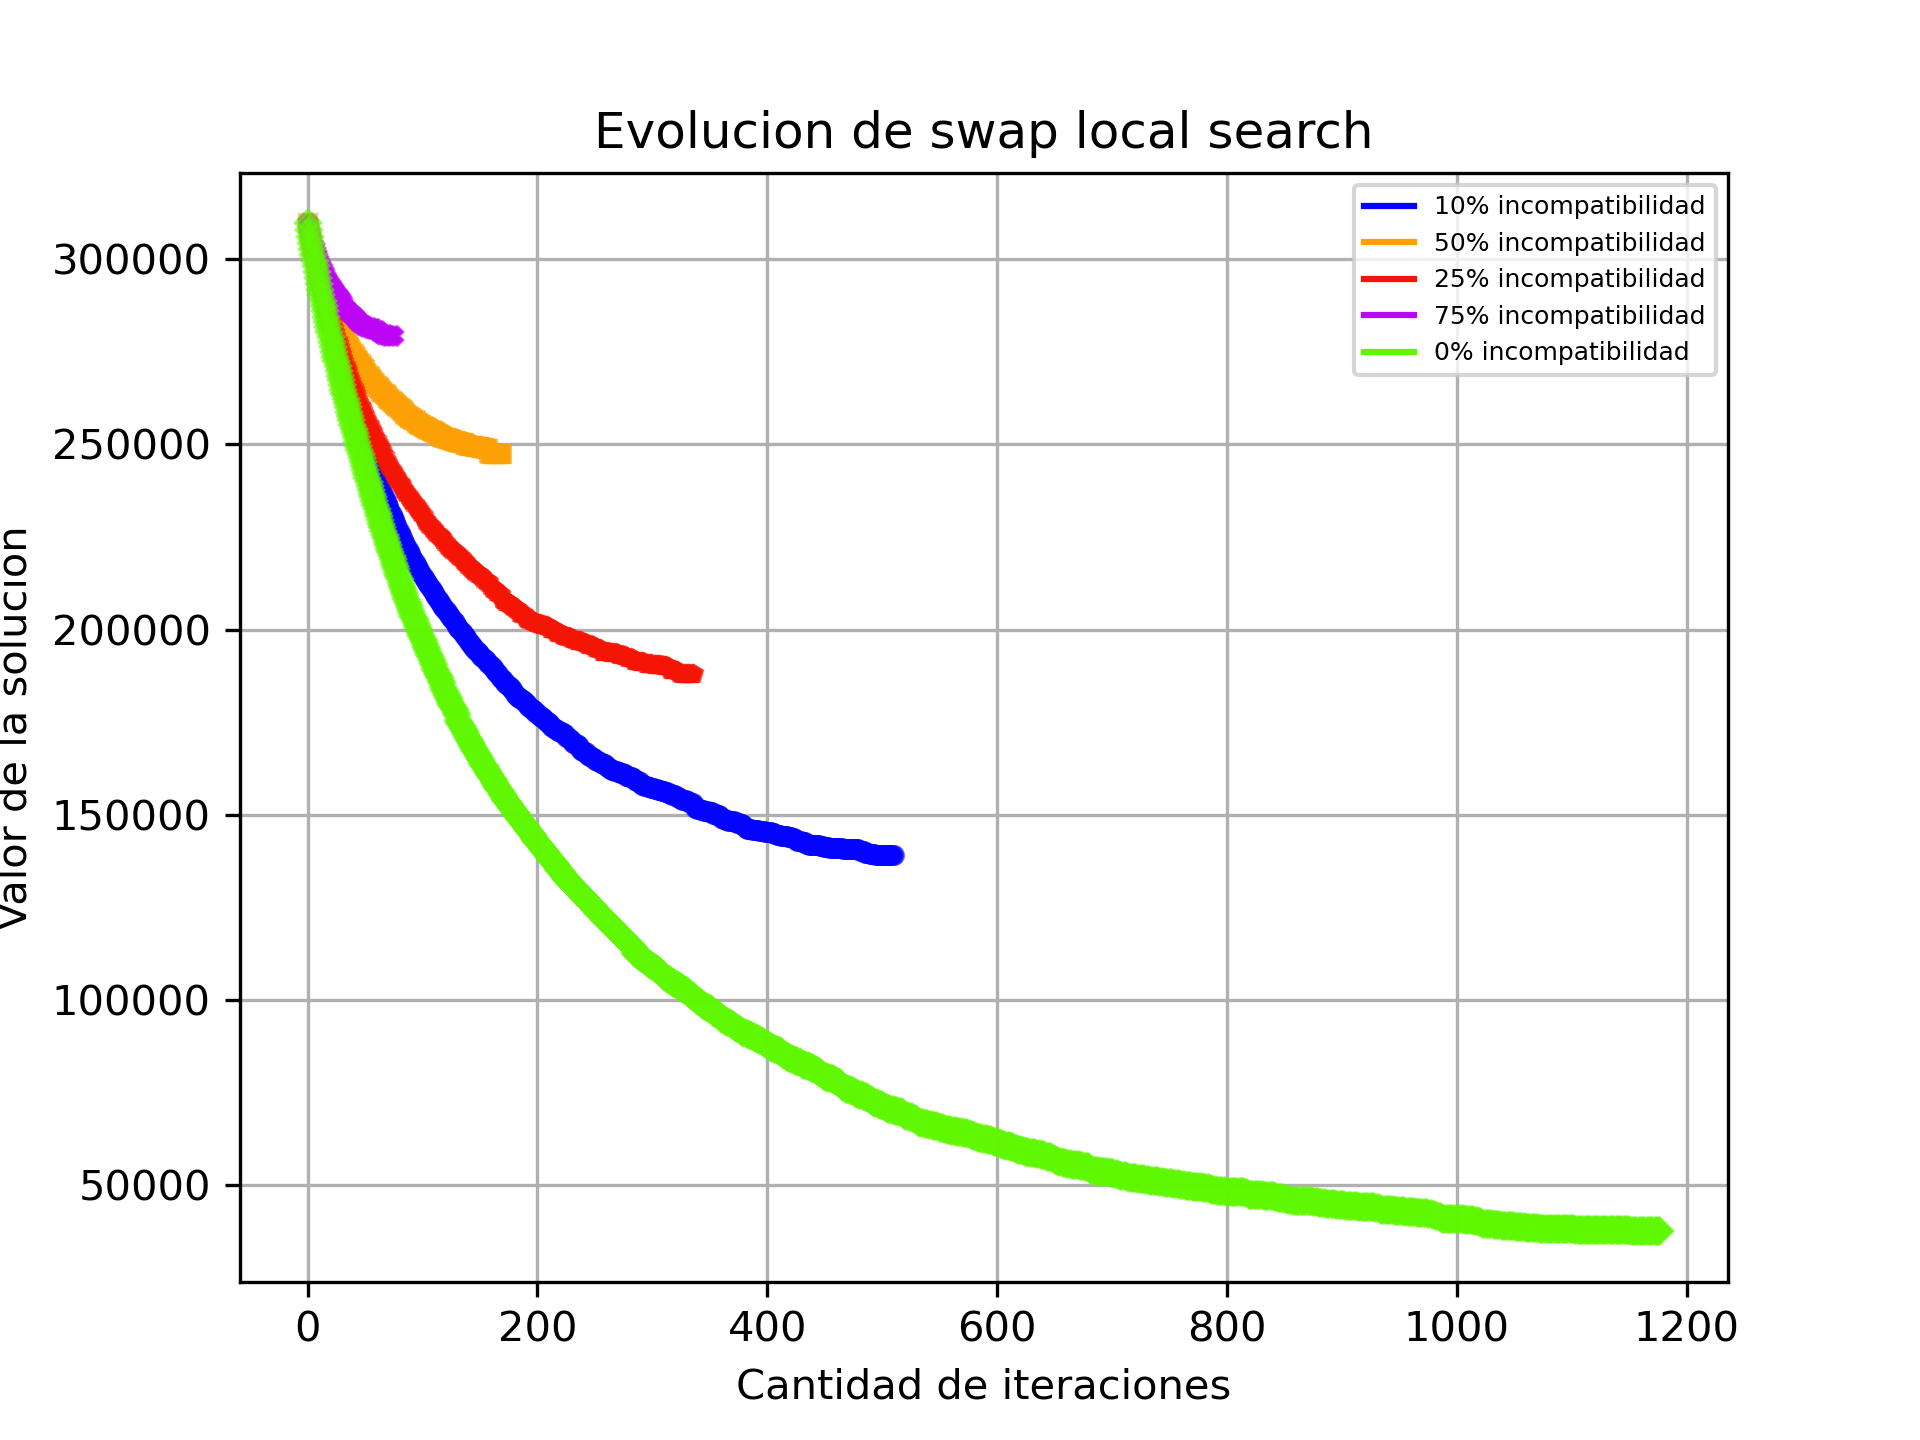 Evolucion de swap local search
10% incompatibilidad
50% incompatibilidad
25% incompatibilidad
75% incompatibilidad
0% incompatibilidad
Valor de la solucion
300000
250000
200000
150000
100000
50000
0 200 400 600 800 1000 1200
Cantidad de iteraciones